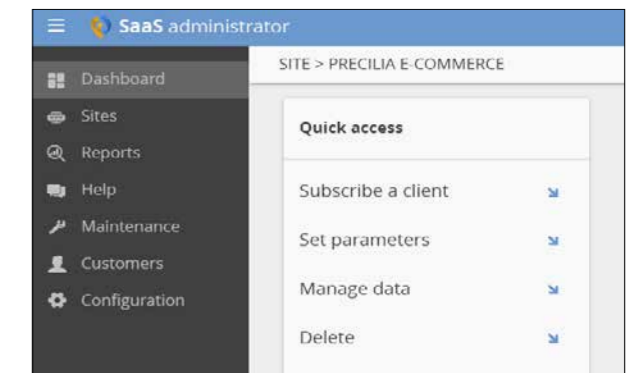 SaaS administrator
SITE > PRECILIA E-COMMERCE
Dashboard
Sites
Reports
Help
Maintenance
Customers
Configuration
Quick access
Subscribe a client
Set parameters
Manage data
Delete